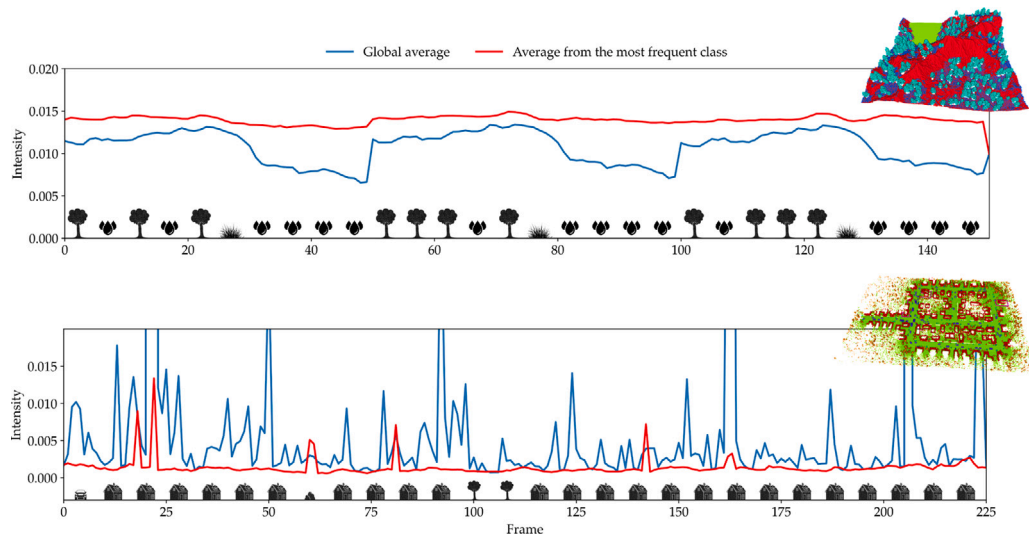 Global average
Average from the most frequent class
0.020
0.015
0.010
0.005
0.000
Intensity
0 20 40 60 80 100 120 140
0.015
0.010
0.005
0.000
Intensity
0 25 50 75 100 125 150 175 200 225
Frame